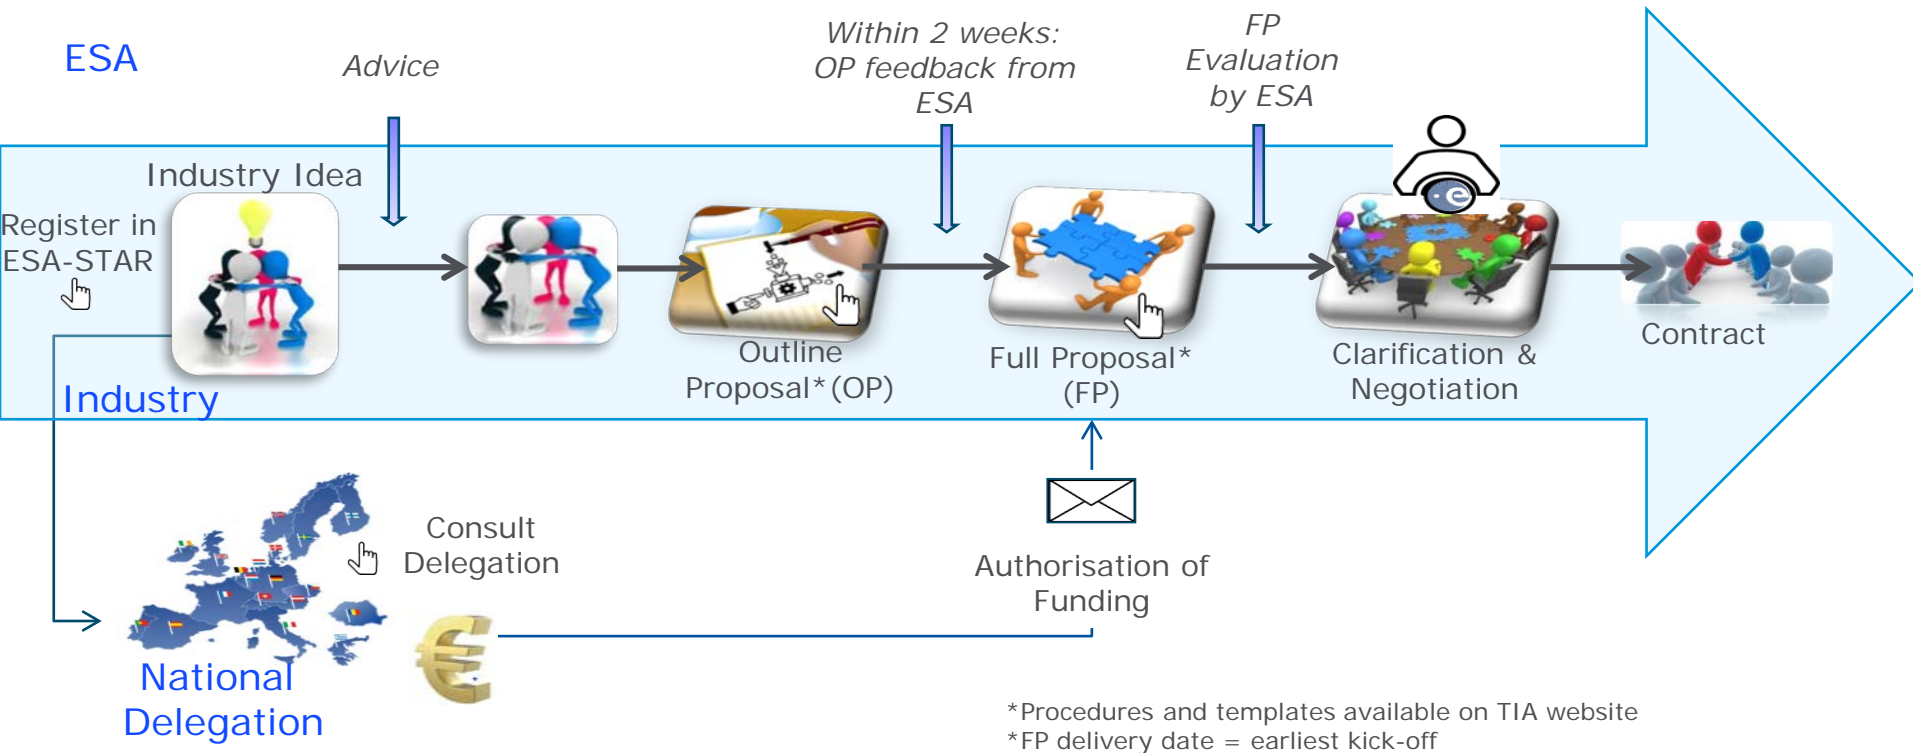 ESA
Advice
Within 2 weeks:
OP feedback from
ESA
FP
Evaluation
by ESA
Industry Idea
Register in
ESA-STAR
e
Outline
Proposal*(OP)
Full Proposal*
(FP)
Clarification &
Negotiation
Contract
Industry
Consult
Delegation
Authorisation of
Funding
National
Delegation
*Procedures and templates available on TIA website
*FP delivery date = earliest kick-off